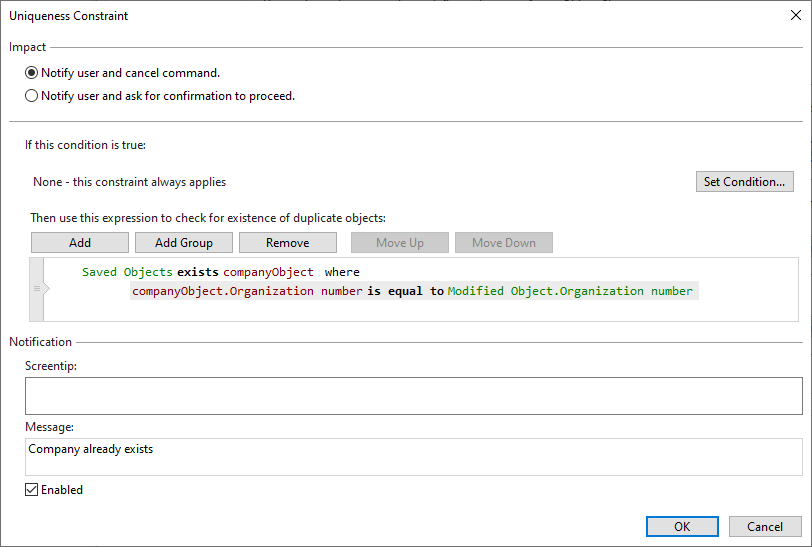 Uniqueness Constraint
Impact
Notify user and cancel command.
Notify user and ask for confirmation to proceed.
If this condition is true:
None - this constraint always applies
Set Condition...
Then use this expression to check for existence of duplicate objects:
Add Add Group Remove Move Up Move Down
Saved Objects exists companyObject where
companyObject.Organization number is equal to Modified Object.Organization number
Notification
Screentip:
Message:
Company already exists
Enabled
OK Cancel